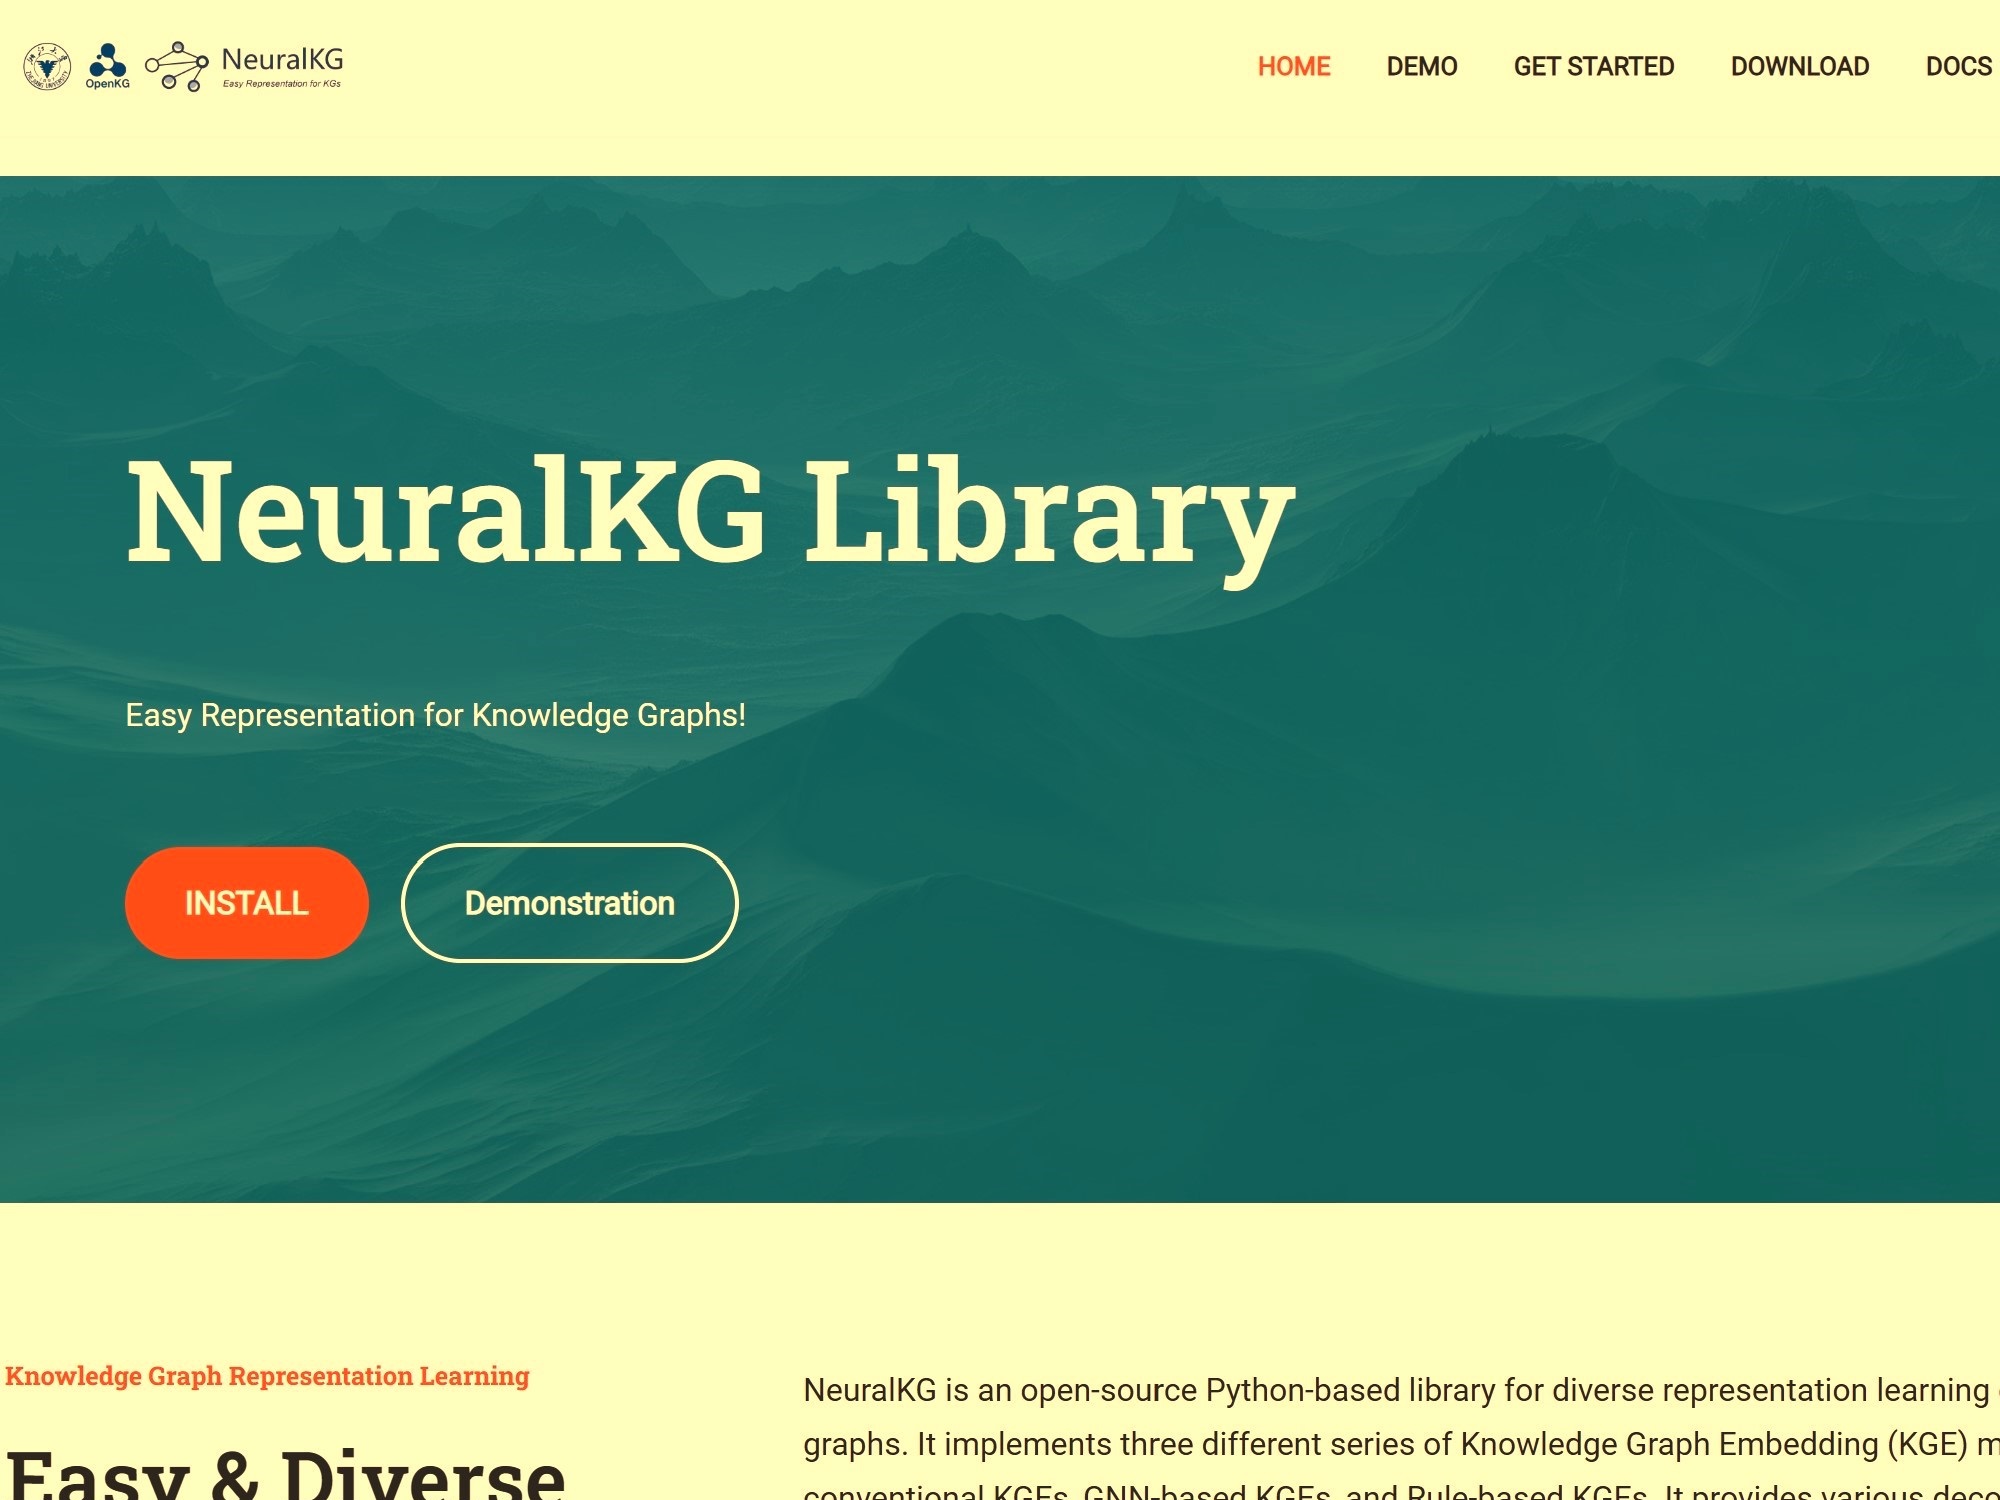 OpenKG
NeuralKG
Easy Representation for KGs
HOME
DEMO
GET STARTED
DOWNLOAD
DOCS
NeuralKG Library
Easy Representation for Knowledge Graphs!
INSTALL
Demonstration
Knowledge Graph Representation Learning
Easy & Diverse
NeuralKG is an open-source Python-based library for diverse representation learning
graphs. It implements three different series of Knowledge Graph Embedding (KGE)
conventional KGEs, GNN-based KGEs, and Rule-based KGEs. It provides various